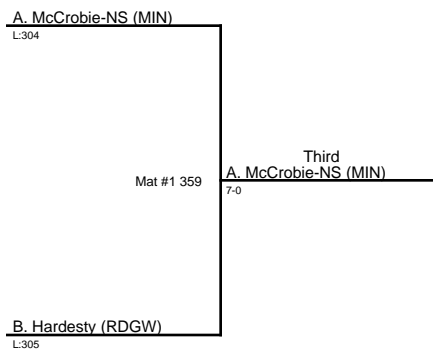 A. McCrobie-NS (MIN)
L:304
Third
Mat #1 359
A. McCrobie-NS (MIN)
7-0
B. Hardesty (RDGW)
L:305